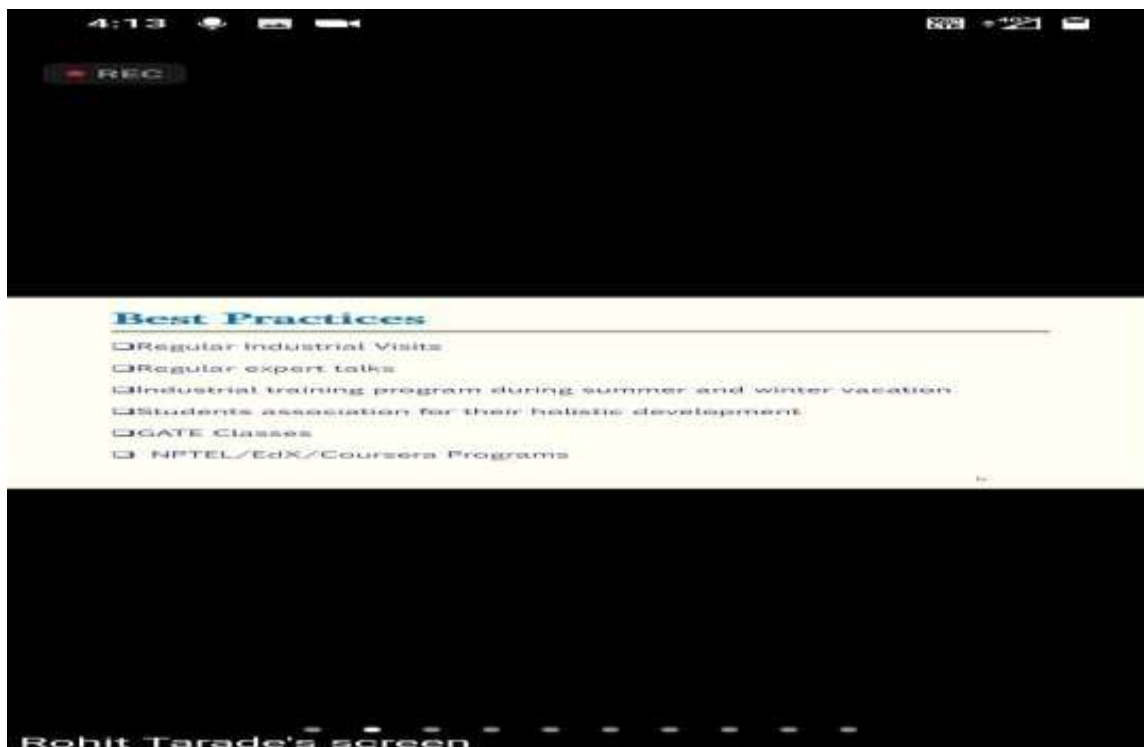 4:13
REC
Best Practices
❑Regular Industrial Visits
❑Regular expert talks
❑Industrial training program during summer and winter vacation
❑Students association for their holistic development
❑GATE Classes
❑ NPTEL/EdX/Coursera Programs
Rohit Tarade's screen